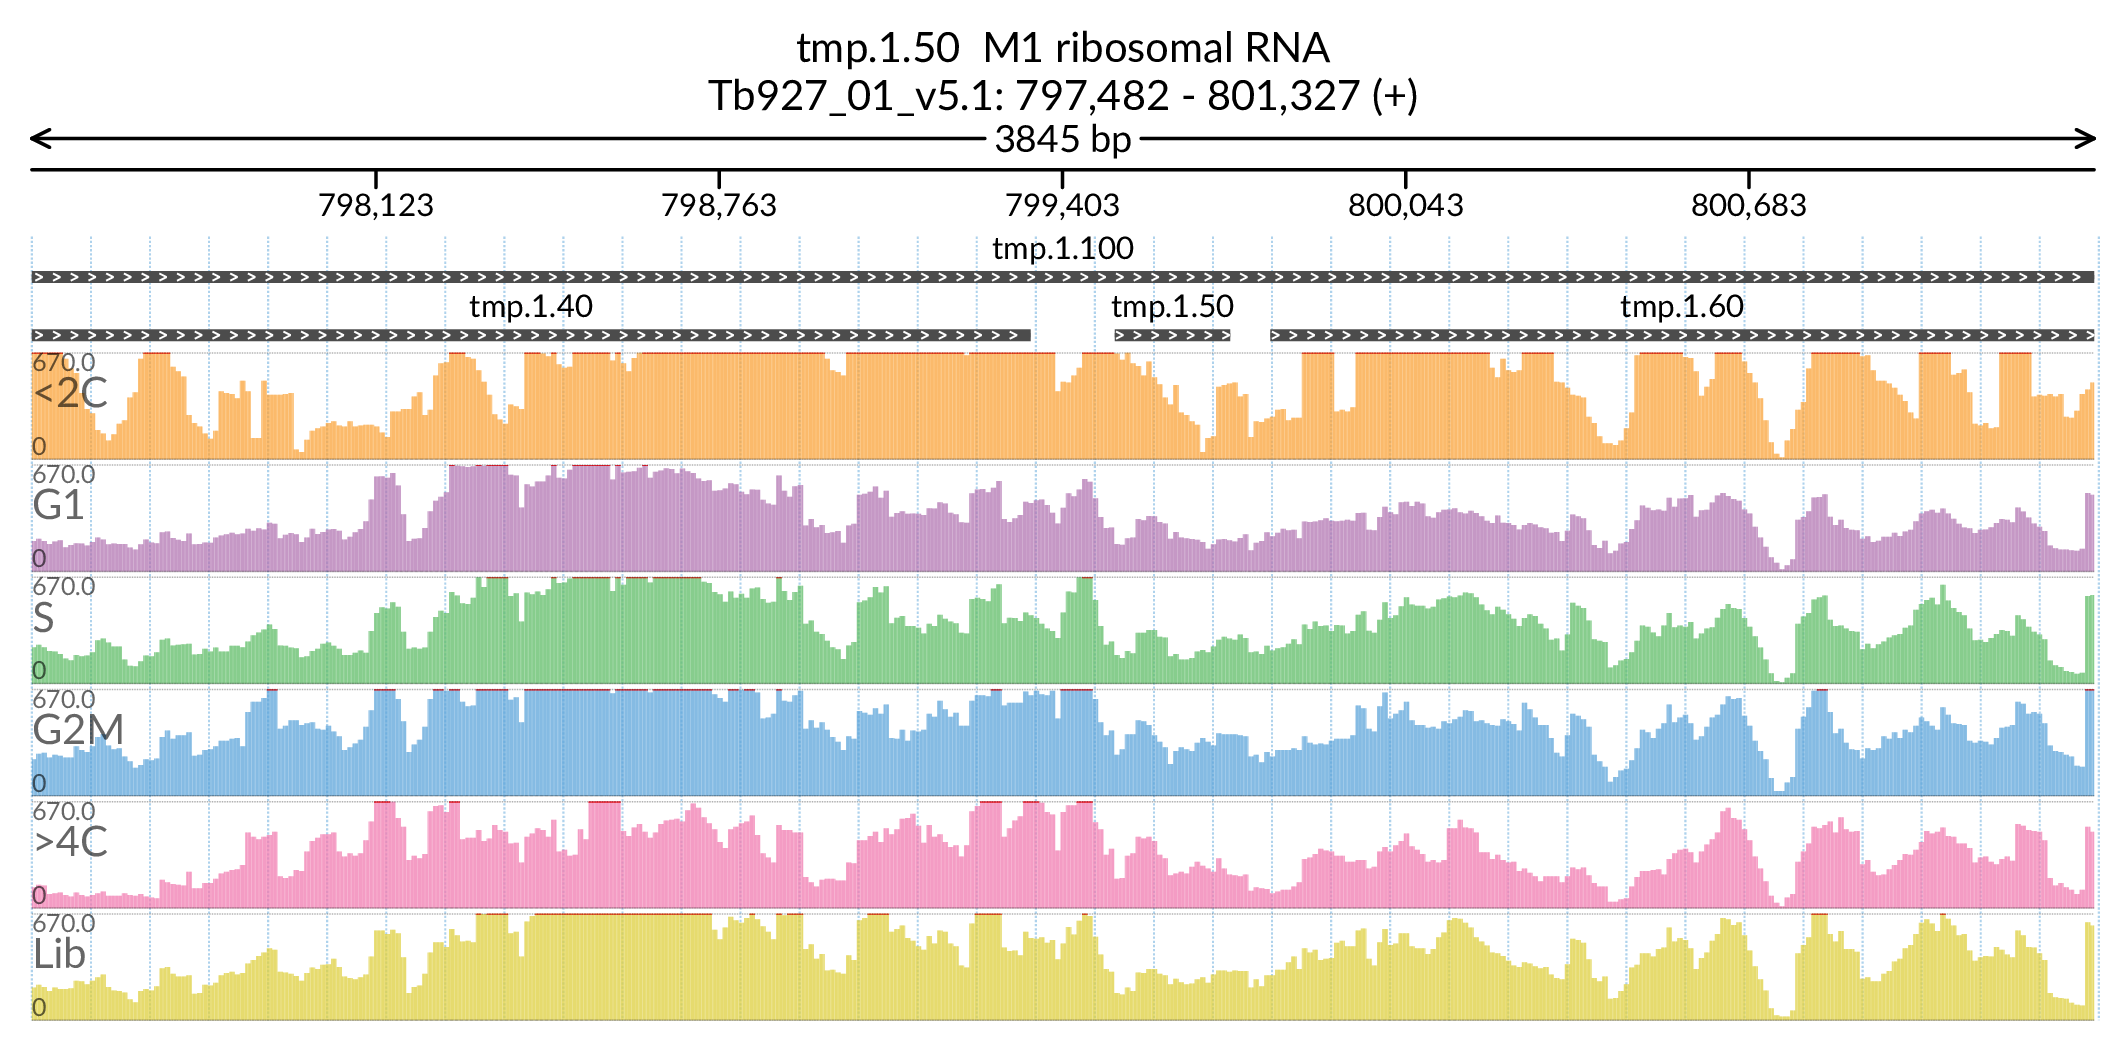 tmp.1.50 M1 ribosomal RNA
Tb927_01_v5.1: 797,482 - 801,327 (+)
3845 bp
798,123 798,763 799,403 800,043 800,683
tmp.1.100
tmp.1.40 tmp.1.50 tmp.1.60
670.0
<2C
0
670.0
G1
0
670.0
S
0
670.0
G2M
0
670.0
>4C
0
670.0
Lib
0